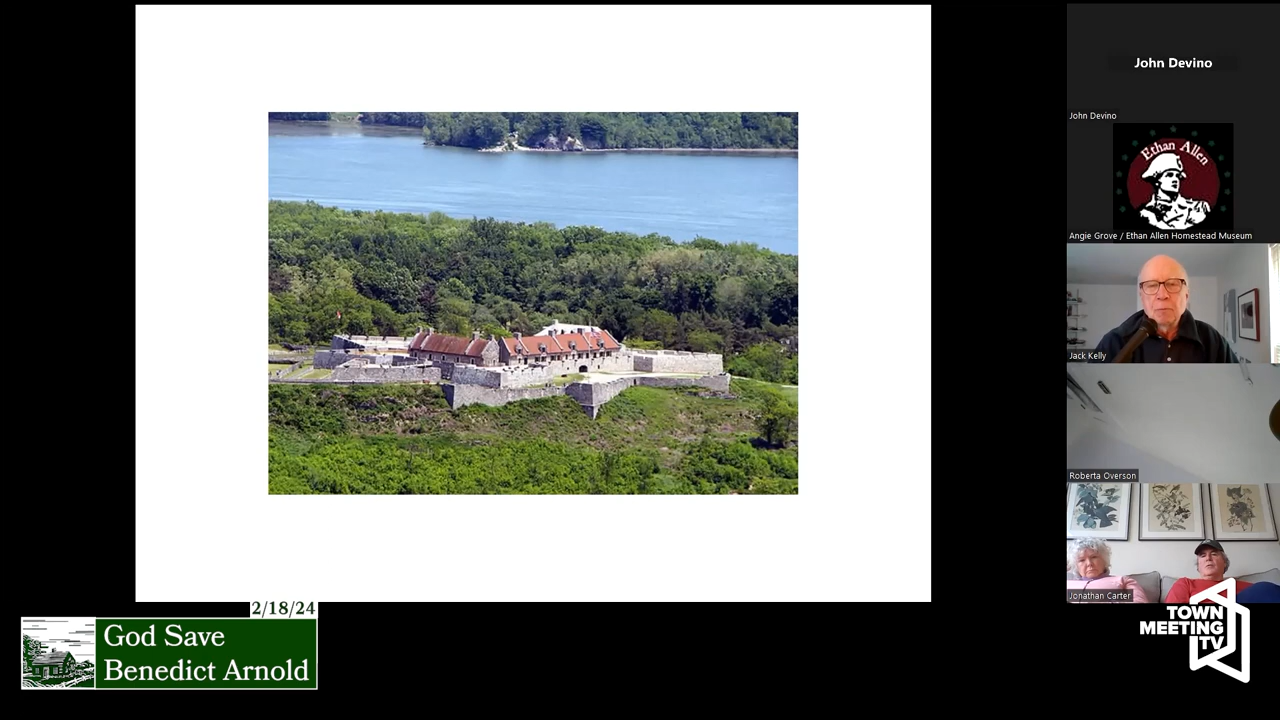 John Devino
John Devino
Ethan Allen
Angie Grove / Ethan Allen Homestead Museum
Jack Kelly
Roberta Overson
Jonathan Carter
2/18/24
God Save
Benedict Arnold
TOWN
MEETING
TV